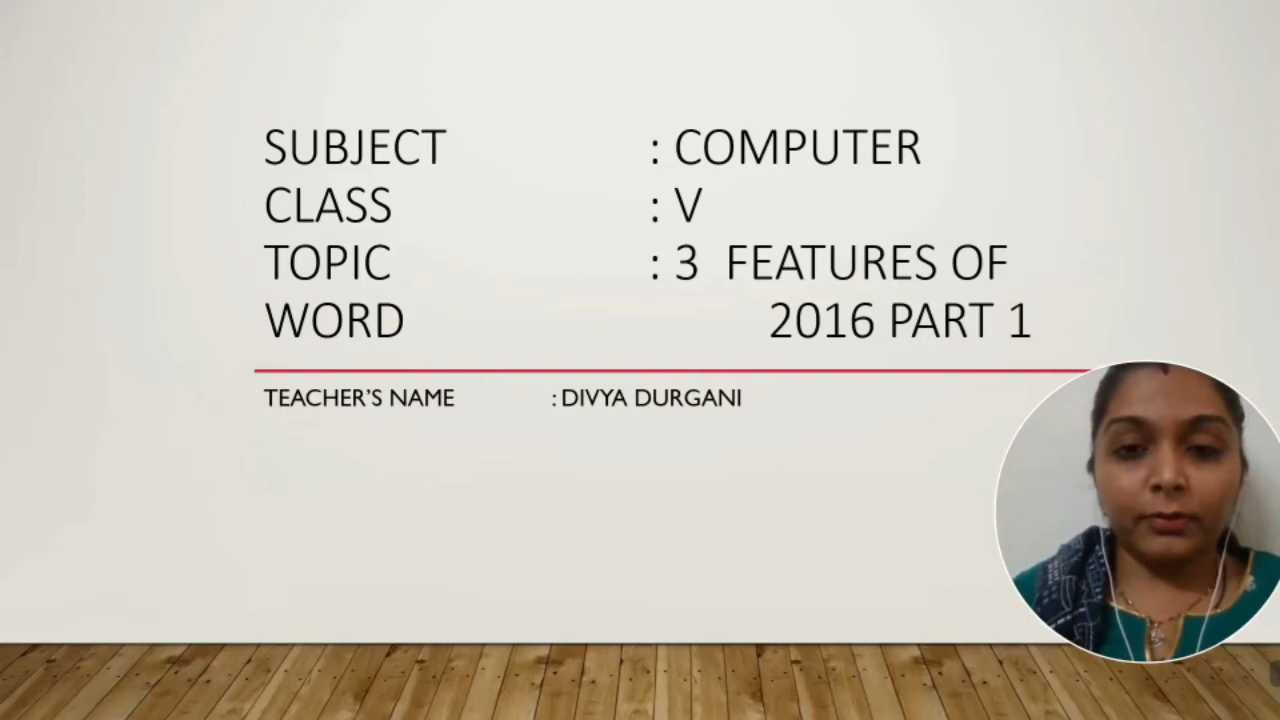 SUBJECT : COMPUTER
CLASS : V
TOPIC : 3 FEATURES OF
WORD 2016 PART 1
TEACHER'S NAME : DIVYA DURGANI